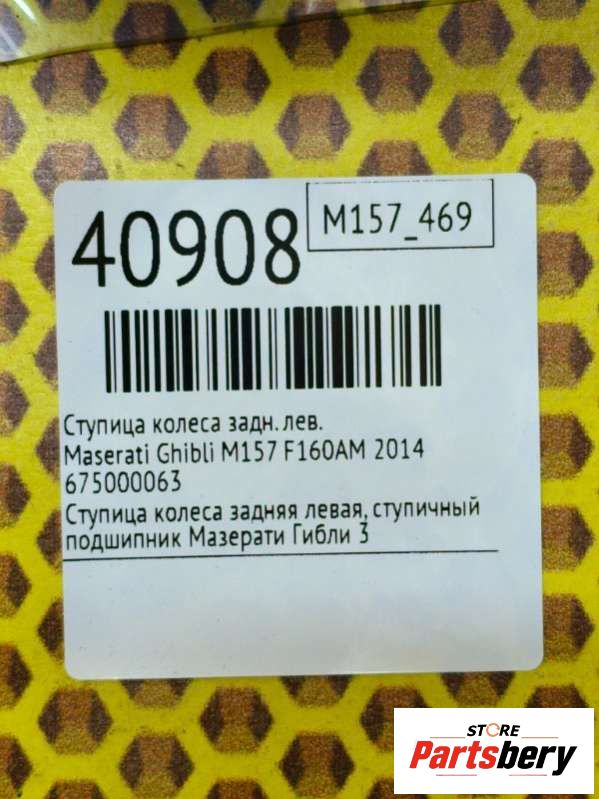 40908
M157_469
Ступица колеса задн. лев.
Maserati Ghibli M157 F160AM 2014
675000063
Ступица колеса задняя левая, ступичный
подшипник Мазерати Гибли 3
STORE
Partsbery